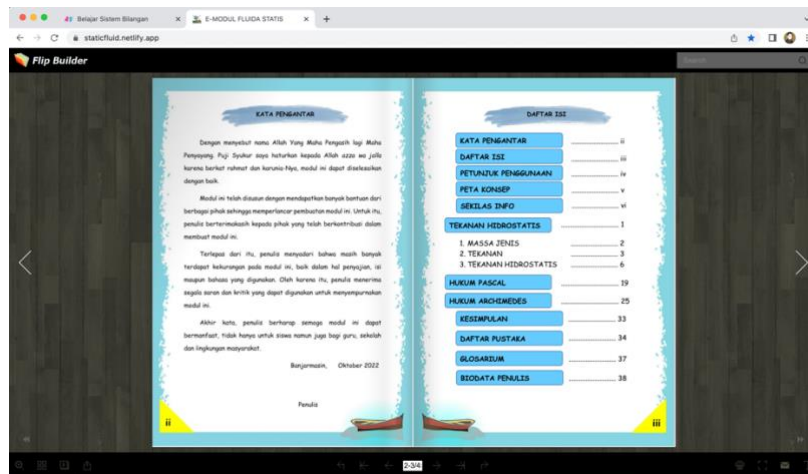 Belajar Sistem Bilangan
E-MODUL FLUIDA STATIS
staticfluid.netlify.app
Flip Builder
Search
KATA PENGANTAR
Dengan menyebut nama Allah Yang Maha Pengasih lagi Maha
Penyayang. Puji Syukur saya haturkan kepada Allah azza wa jalla
karena berkat rahmat dan karunia-Nya, modul ini dapat diselesaikan
dengan baik.
Modul ini telah disusun dengan mendapatkan banyak bantuan dari
berbagai pihak sehingga memperlancar pembuatan modul ini. Untuk itu,
penulis berterimakasih kepada pihak yang telah berkontribusi dalam
membuat modul ini.
Terlepas dari itu, penulis menyadari bahwa masih banyak
terdapat kekurangan pada modul ini, baik dalam hal penyajian, isi
maupun bahasa yang digunakan. Oleh karena itu, penulis menerima
segala saran dan kritik yang dapat digunakan untuk menyempurnakan
modul ini.
Akhir kata, penulis berharap semoga modul ini dapat
bermanfaat, tidak hanya untuk siswa namun juga bagi guru, sekolah
dan lingkungan masyarakat.
Banjarmasin, Oktober 2022
Penulis
ii
DAFTAR ISI
KATA PENGANTAR ii
DAFTAR ISI iii
PETUNJUK PENGGUNAAN iv
PETA KONSEP v
SEKILAS INFO vi
TEKANAN HIDROSTATIS 1
1. MASSA JENIS 2
2. TEKANAN 3
3. TEKANAN HIDROSTATIS 6
HUKUM PASCAL 19
HUKUM ARCHIMEDES 25
KESIMPULAN 33
DAFTAR PUSTAKA 34
GLOSARIUM 37
BIODATA PENULIS 38
iii
2-3/4